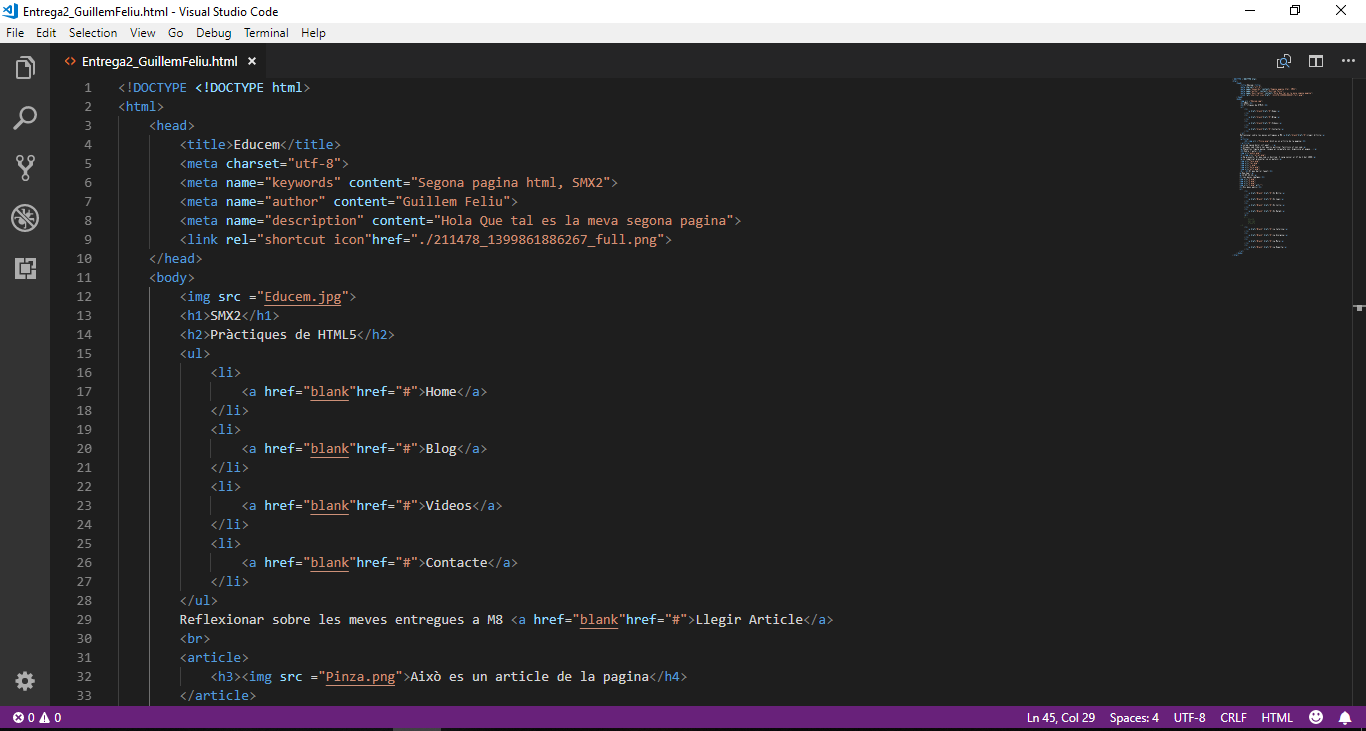 Entrega2_GuillemFeliu.html - Visual Studio Code
File Edit Selection View Go Debug Terminal Help
<> Entrega2_GuillemFeliu.html ×
1 <!DOCTYPE <!DOCTYPE html>
2 <html>
3 <head>
4 <title>Educem</title>
5 <meta charset="utf-8">
6 <meta name="keywords" content="Segona pagina html, SMX2">
7 <meta name="author" content="Guillem Feliu">
8 <meta name="description" content="Hola Que tal es la meva segona pagina">
9 <link rel="shortcut icon"href="./211478_1399861886267_full.png">
10 </head>
11 <body>
12 <img src ="Educem.jpg">
13 <h1>SMX2</h1>
14 <h2>Pràctiques de HTML5</h2>
15 <ul>
16 <li>
17 <a href="blank"href="#">Home</a>
18 </li>
19 <li>
20 <a href="blank"href="#">Blog</a>
21 </li>
22 <li>
23 <a href="blank"href="#">Videos</a>
24 </li>
25 <li>
26 <a href="blank"href="#">Contacte</a>
27 </li>
28 </ul>
29 Reflexionar sobre les meves entregues a M8 <a href="blank"href="#">Llegir Article</a>
30 <br>
31 <article>
32 <h3><img src ="Pinza.png">Això es un article de la pagina</h4>
33 </article>
0 0 Ln 45, Col 29 Spaces: 4 UTF-8 CRLF HTML